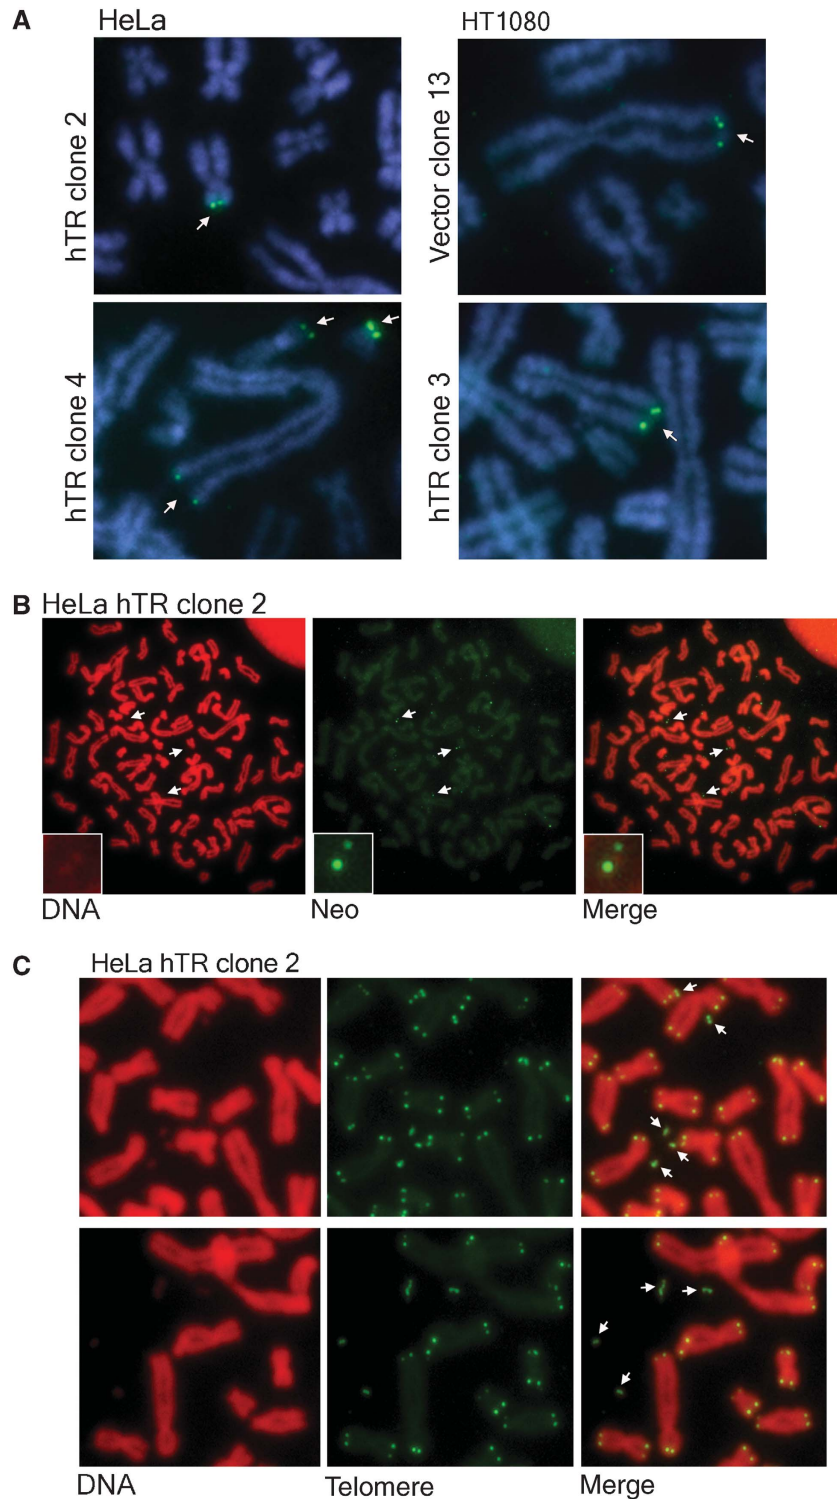 A
HeLa
HT1080
hTR clone 2
Vector clone 13
hTR clone 4
hTR clone 3
B HeLa hTR clone 2
DNA
Neo
Merge
C
HeLa hTR clone 2
DNA
Telomere
Merge